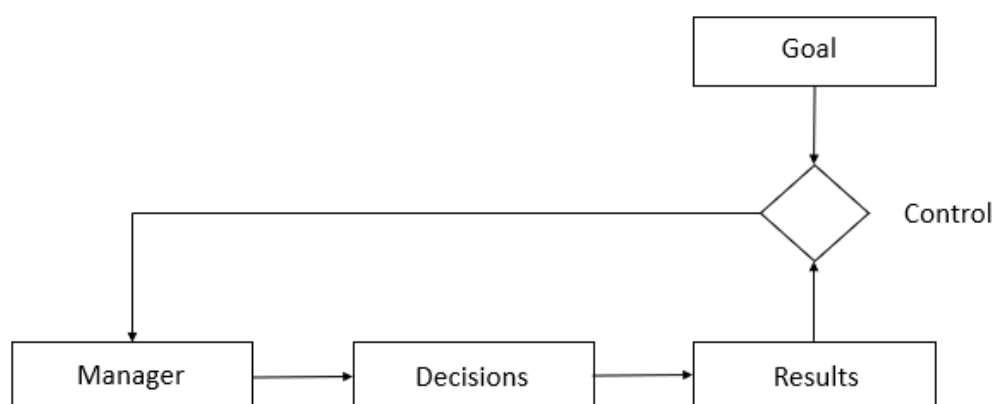 Goal
Control
Manager
Decisions
Results